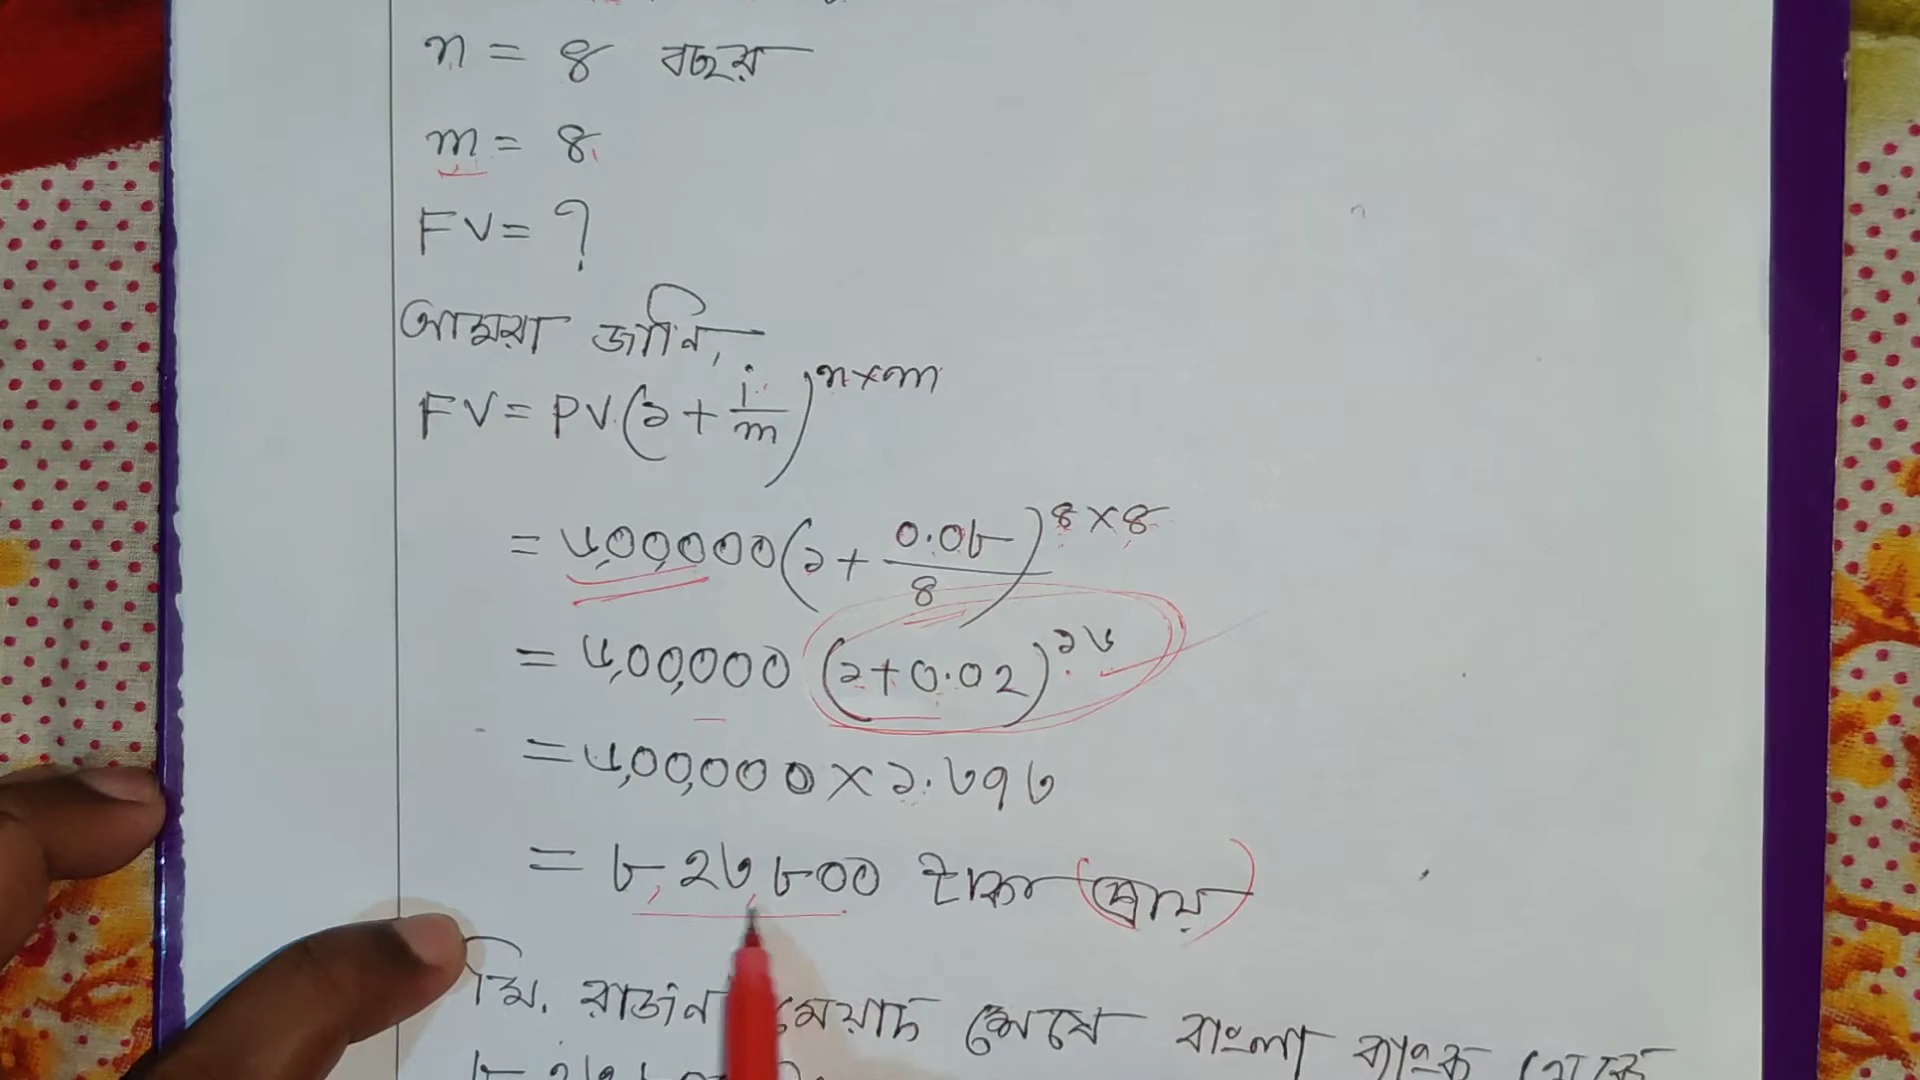 n = ৪ বছর
m = ৪
FV = ?
আমরা জানি,
FV = PV (১ + i/m)^n×m
= ৬,০০,০০০ (১ + ০.০৮/৪)^৪×৪
= ৬,০০,০০০ (১+০.০২)^১৬
= ৬,০০,০০০ × ১.৩৭৩
= ৮,২৩,৮০০ টাকা (প্রায়)
মি. রাজন মেয়াদ শেষে বাংলা ব্যাংক থেকে